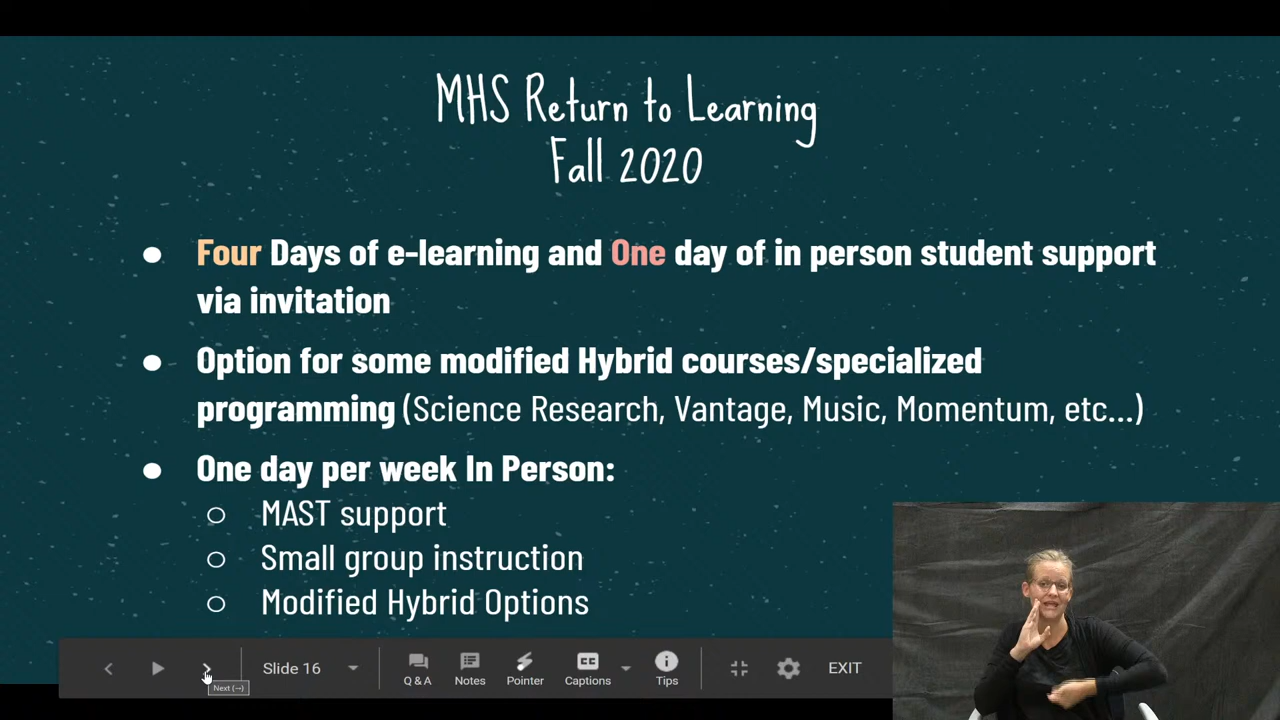 MHS Return to Learning
Fall 2020
● Four Days of e-learning and One day of in person student support
via invitation
● Option for some modified Hybrid courses/specialized
programming (Science Research, Vantage, Music, Momentum, etc...)
● One day per week In Person:
○ MAST support
○ Small group instruction
○ Modified Hybrid Options
Slide 16 Q & A Notes Pointer CC Captions Tips EXIT
Next (→)